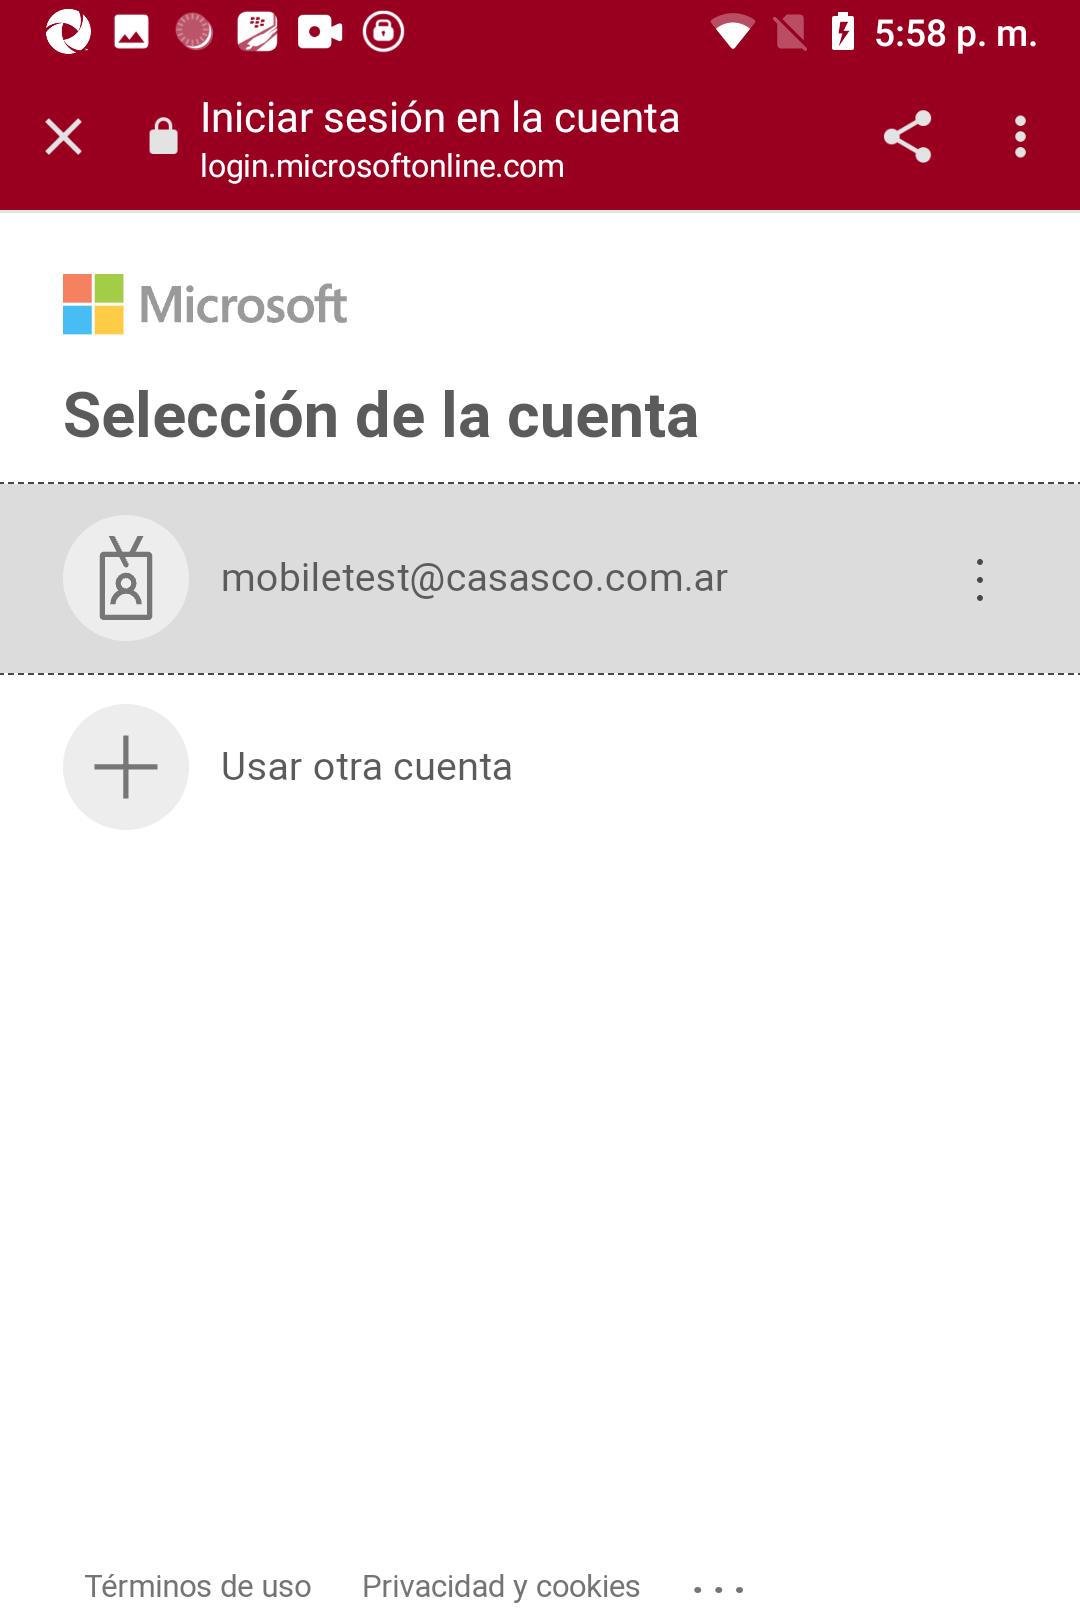 5:58 p. m.
Iniciar sesión en la cuenta
login.microsoftonline.com
Microsoft
Selección de la cuenta
mobiletest@casasco.com.ar
Usar otra cuenta
Términos de uso Privacidad y cookies ...